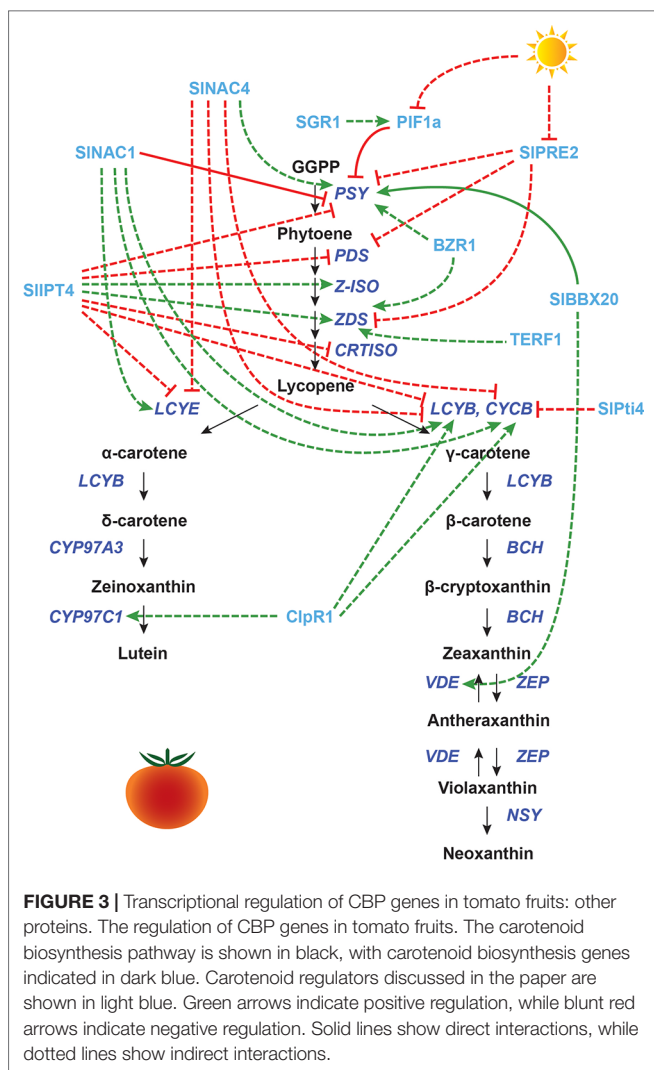 SlNAC4
SGR1
PIF1a
SlNAC1
GGPP
SlPRE2
PSY
Phytoene
BZR1
PDS
SlIPT4
Z-ISO
SlBBX20
ZDS
TERF1
CRTISO
Lycopene
LCYE
LCYB, CYCB
SlPti4
α-carotene
γ-carotene
LCYB
LCYB
δ-carotene
β-carotene
CYP97A3
BCH
Zeinoxanthin
β-cryptoxanthin
CYP97C1
ClpR1
BCH
Lutein
Zeaxanthin
VDE
ZEP
Antheraxanthin
VDE
ZEP
Violaxanthin
NSY
Neoxanthin
FIGURE 3 | Transcriptional regulation of CBP genes in tomato fruits: other
proteins. The regulation of CBP genes in tomato fruits. The carotenoid
biosynthesis pathway is shown in black, with carotenoid biosynthesis genes
indicated in dark blue. Carotenoid regulators discussed in the paper are
shown in light blue. Green arrows indicate positive regulation, while blunt red
arrows indicate negative regulation. Solid lines show direct interactions, while
dotted lines show indirect interactions.